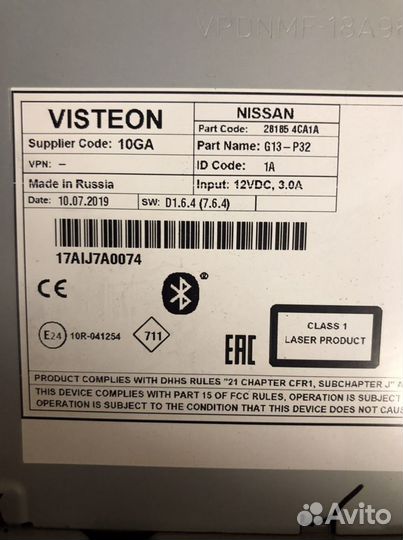 VPDNMF-18A96
VISTEON
NISSAN
Supplier Code: 10GA
Part Code: 28185 4CA1A
VPN: –
Part Name: G13-P32
ID Code: 1A
Made in Russia
Input: 12VDC, 3.0A
Date: 10.07.2019
SW: D1.6.4 (7.6.4)
17AIJ7A0074
CE
®
E24
10R-041254
711
EAC
CLASS 1
LASER PRODUCT
PRODUCT COMPLIES WITH DHHS RULES "21 CHAPTER CFR1, SUBCHAPTER J" A
THIS DEVICE COMPLIES WITH PART 15 OF FCC RULES, OPERATION IS SUBJECT
OPERATION IS SUBJECT TO THE CONDITION THAT THIS DEVICE DOES NOT CAU
Avito